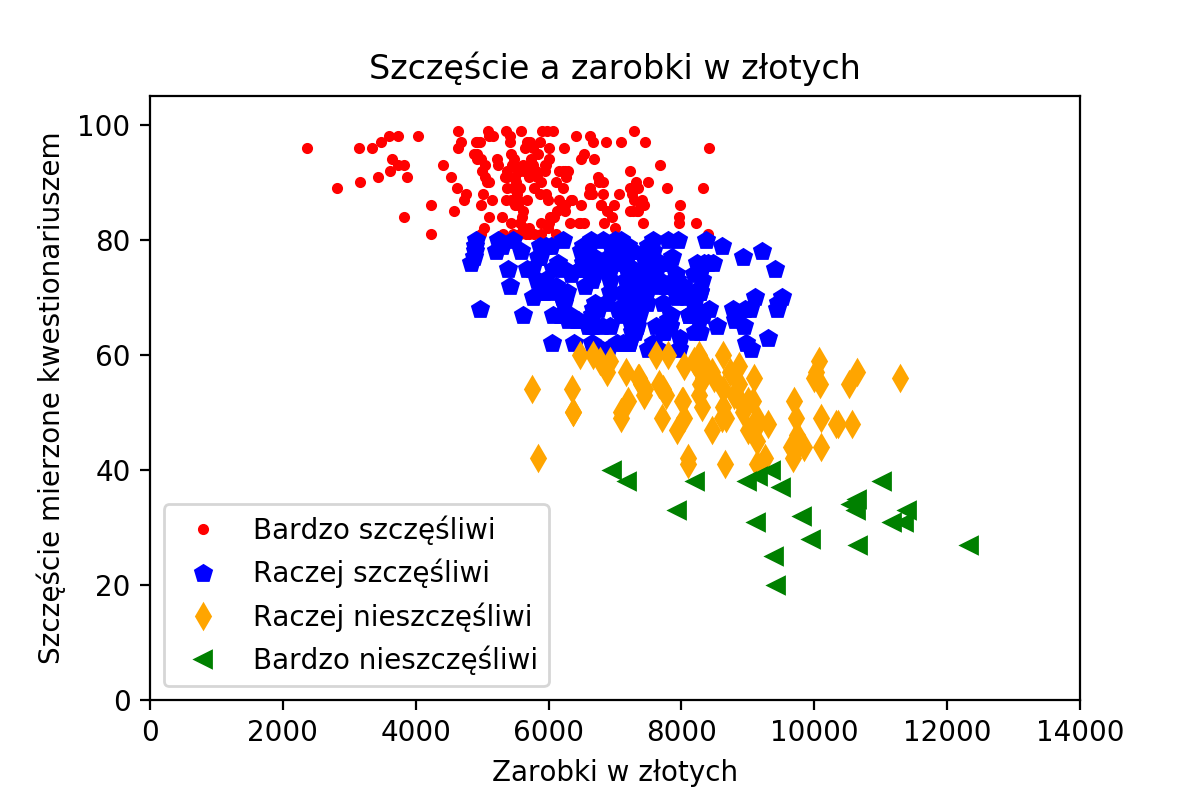 Szczęście a zarobki w złotych
Szczęście mierzone kwestionariuszem
100
80
60
40
20
0
Bardzo szczęśliwi
Raczej szczęśliwi
Raczej nieszczęśliwi
Bardzo nieszczęśliwi
0 2000 4000 6000 8000 10000 12000 14000
Zarobki w złotych